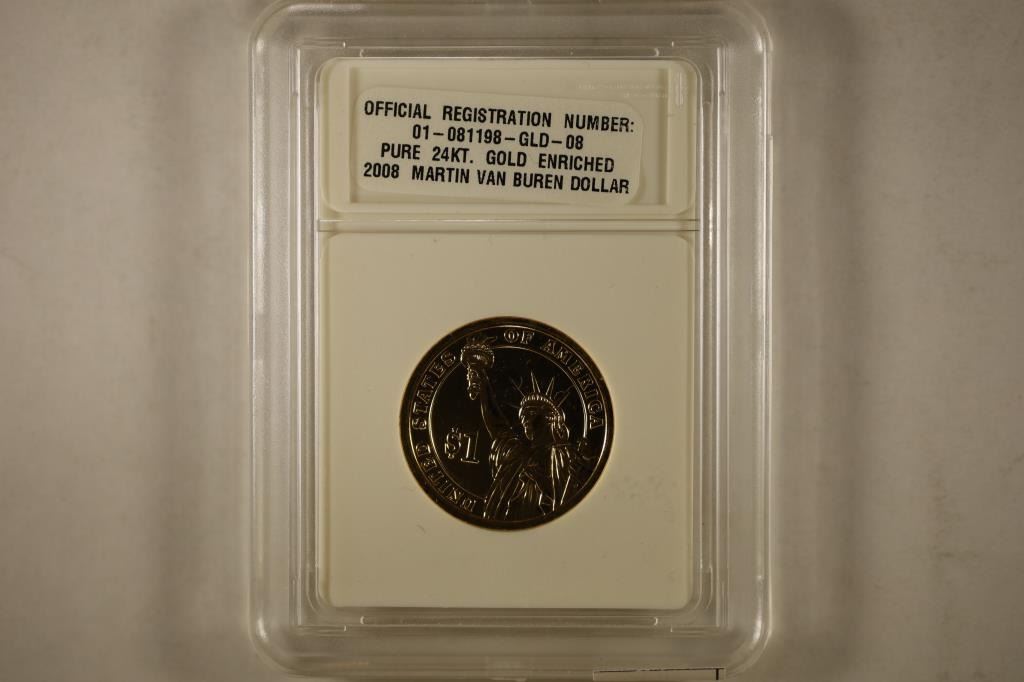 OFFICIAL REGISTRATION NUMBER:
01-081198-GLD-08
PURE 24KT. GOLD ENRICHED
2008 MARTIN VAN BUREN DOLLAR
UNITED STATES OF AMERICA
$1